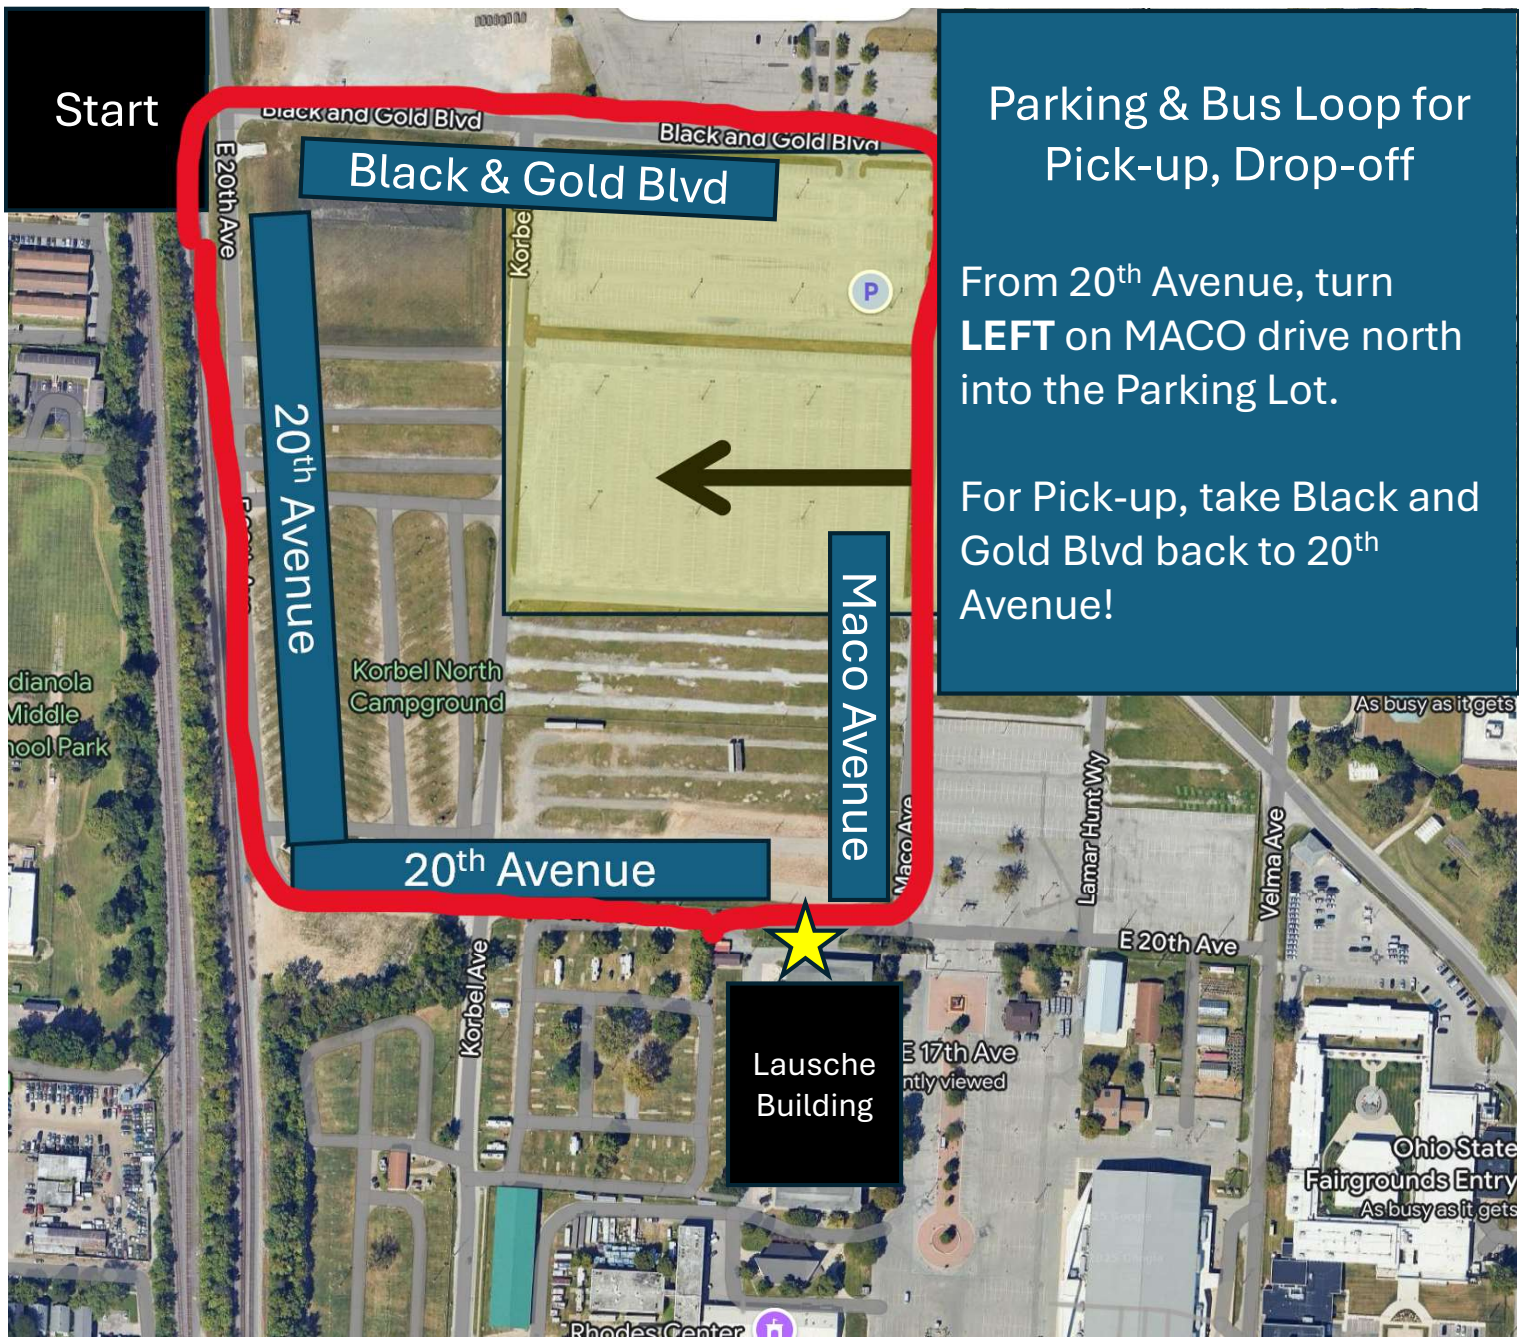 Start
Parking & Bus Loop for
Pick-up, Drop-off
From 20th Avenue, turn
LEFT on MACO drive north
into the Parking Lot.
For Pick-up, take Black and
Gold Blvd back to 20th
Avenue!
Black and Gold Blvd
Black and Gold Blvd
Black & Gold Blvd
E 20th Ave
Korbe
P
20th Avenue
Maco Avenue
Korbel North
Campground
dianola
Middle
hool Park
As busy as it gets
Lamar Hunt Wy
Velma Ave
Maco Ave
20th Avenue
E 20th Ave
Korbel Ave
Lausche
Building
E 17th Ave
ntly viewed
Ohio State
Fairgrounds Entry
As busy as it gets
Rhodes Center